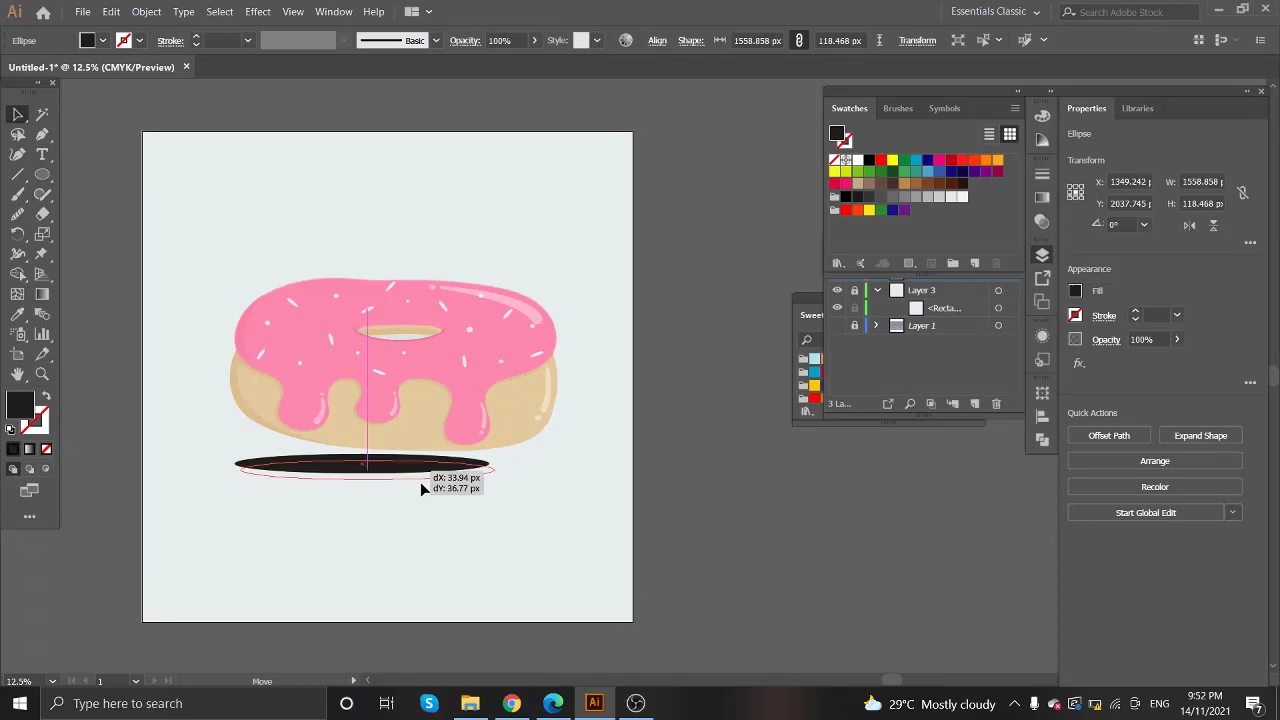 Ai File Edit Object Type Select Effect View Window Help Essentials Classic Search Adobe Stock
Ellipse Stroke: Basic Opacity: 100% Style: Align Shape: 1558.858 px 118.468 px Transform
Untitled-1* @ 12.5% (CMYK/Preview)
Swatches Brushes Symbols
Properties Libraries
Ellipse
Transform
X: 1349.242 W: 1558.858
Y: 2037.745 H: 118.468 px
0°
Appearance
Fill
Layer 3
Stroke
<Recta...
Sweet
Layer 1
Opacity 100%
fx.
3 La...
Quick Actions
Offset Path Expand Shape
Arrange
Recolor
Start Global Edit
dX: 33.94 px
dY: 36.77 px
12.5% 1 Move
Type here to search Ai 29°C Mostly cloudy 9:52 PM
14/11/2021